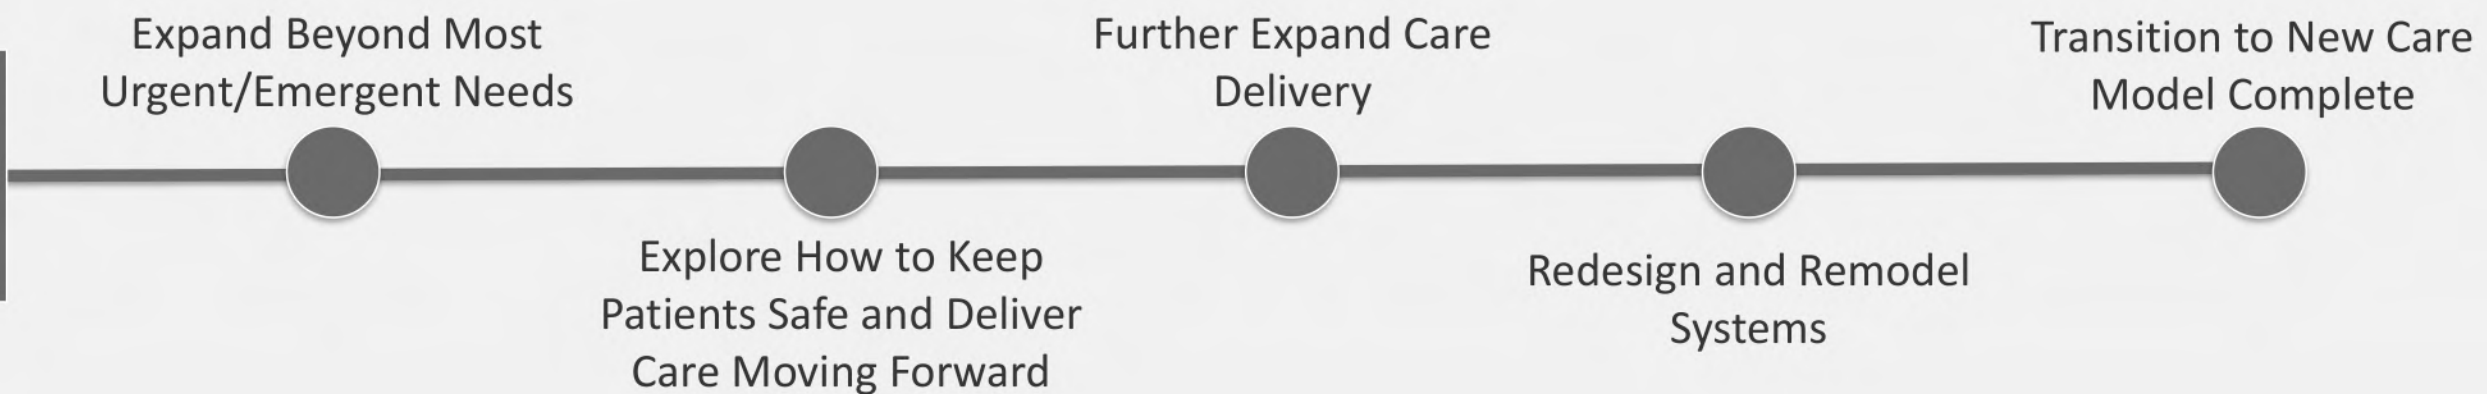 Expand Beyond Most
Urgent/Emergent Needs
Explore How to Keep
Patients Safe and Deliver
Care Moving Forward
Further Expand Care
Delivery
Redesign and Remodel
Systems
Transition to New Care
Model Complete